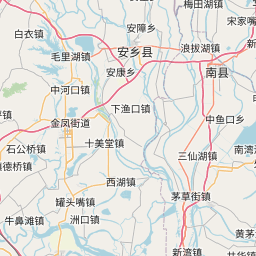 梅田湖镇
安障乡
宋家嘴镇
白衣镇
安乡县
浪拔湖镇
毛里湖镇
安康乡
南县
中河口镇
下渔口镇
金凤街道
中鱼口乡
石公桥镇
十美堂镇
三仙湖镇
南湾
镇德桥镇
西湖镇
茅草街镇
罐头嘴镇
牛鼻滩镇
洲口镇
黄茅
南湾镇